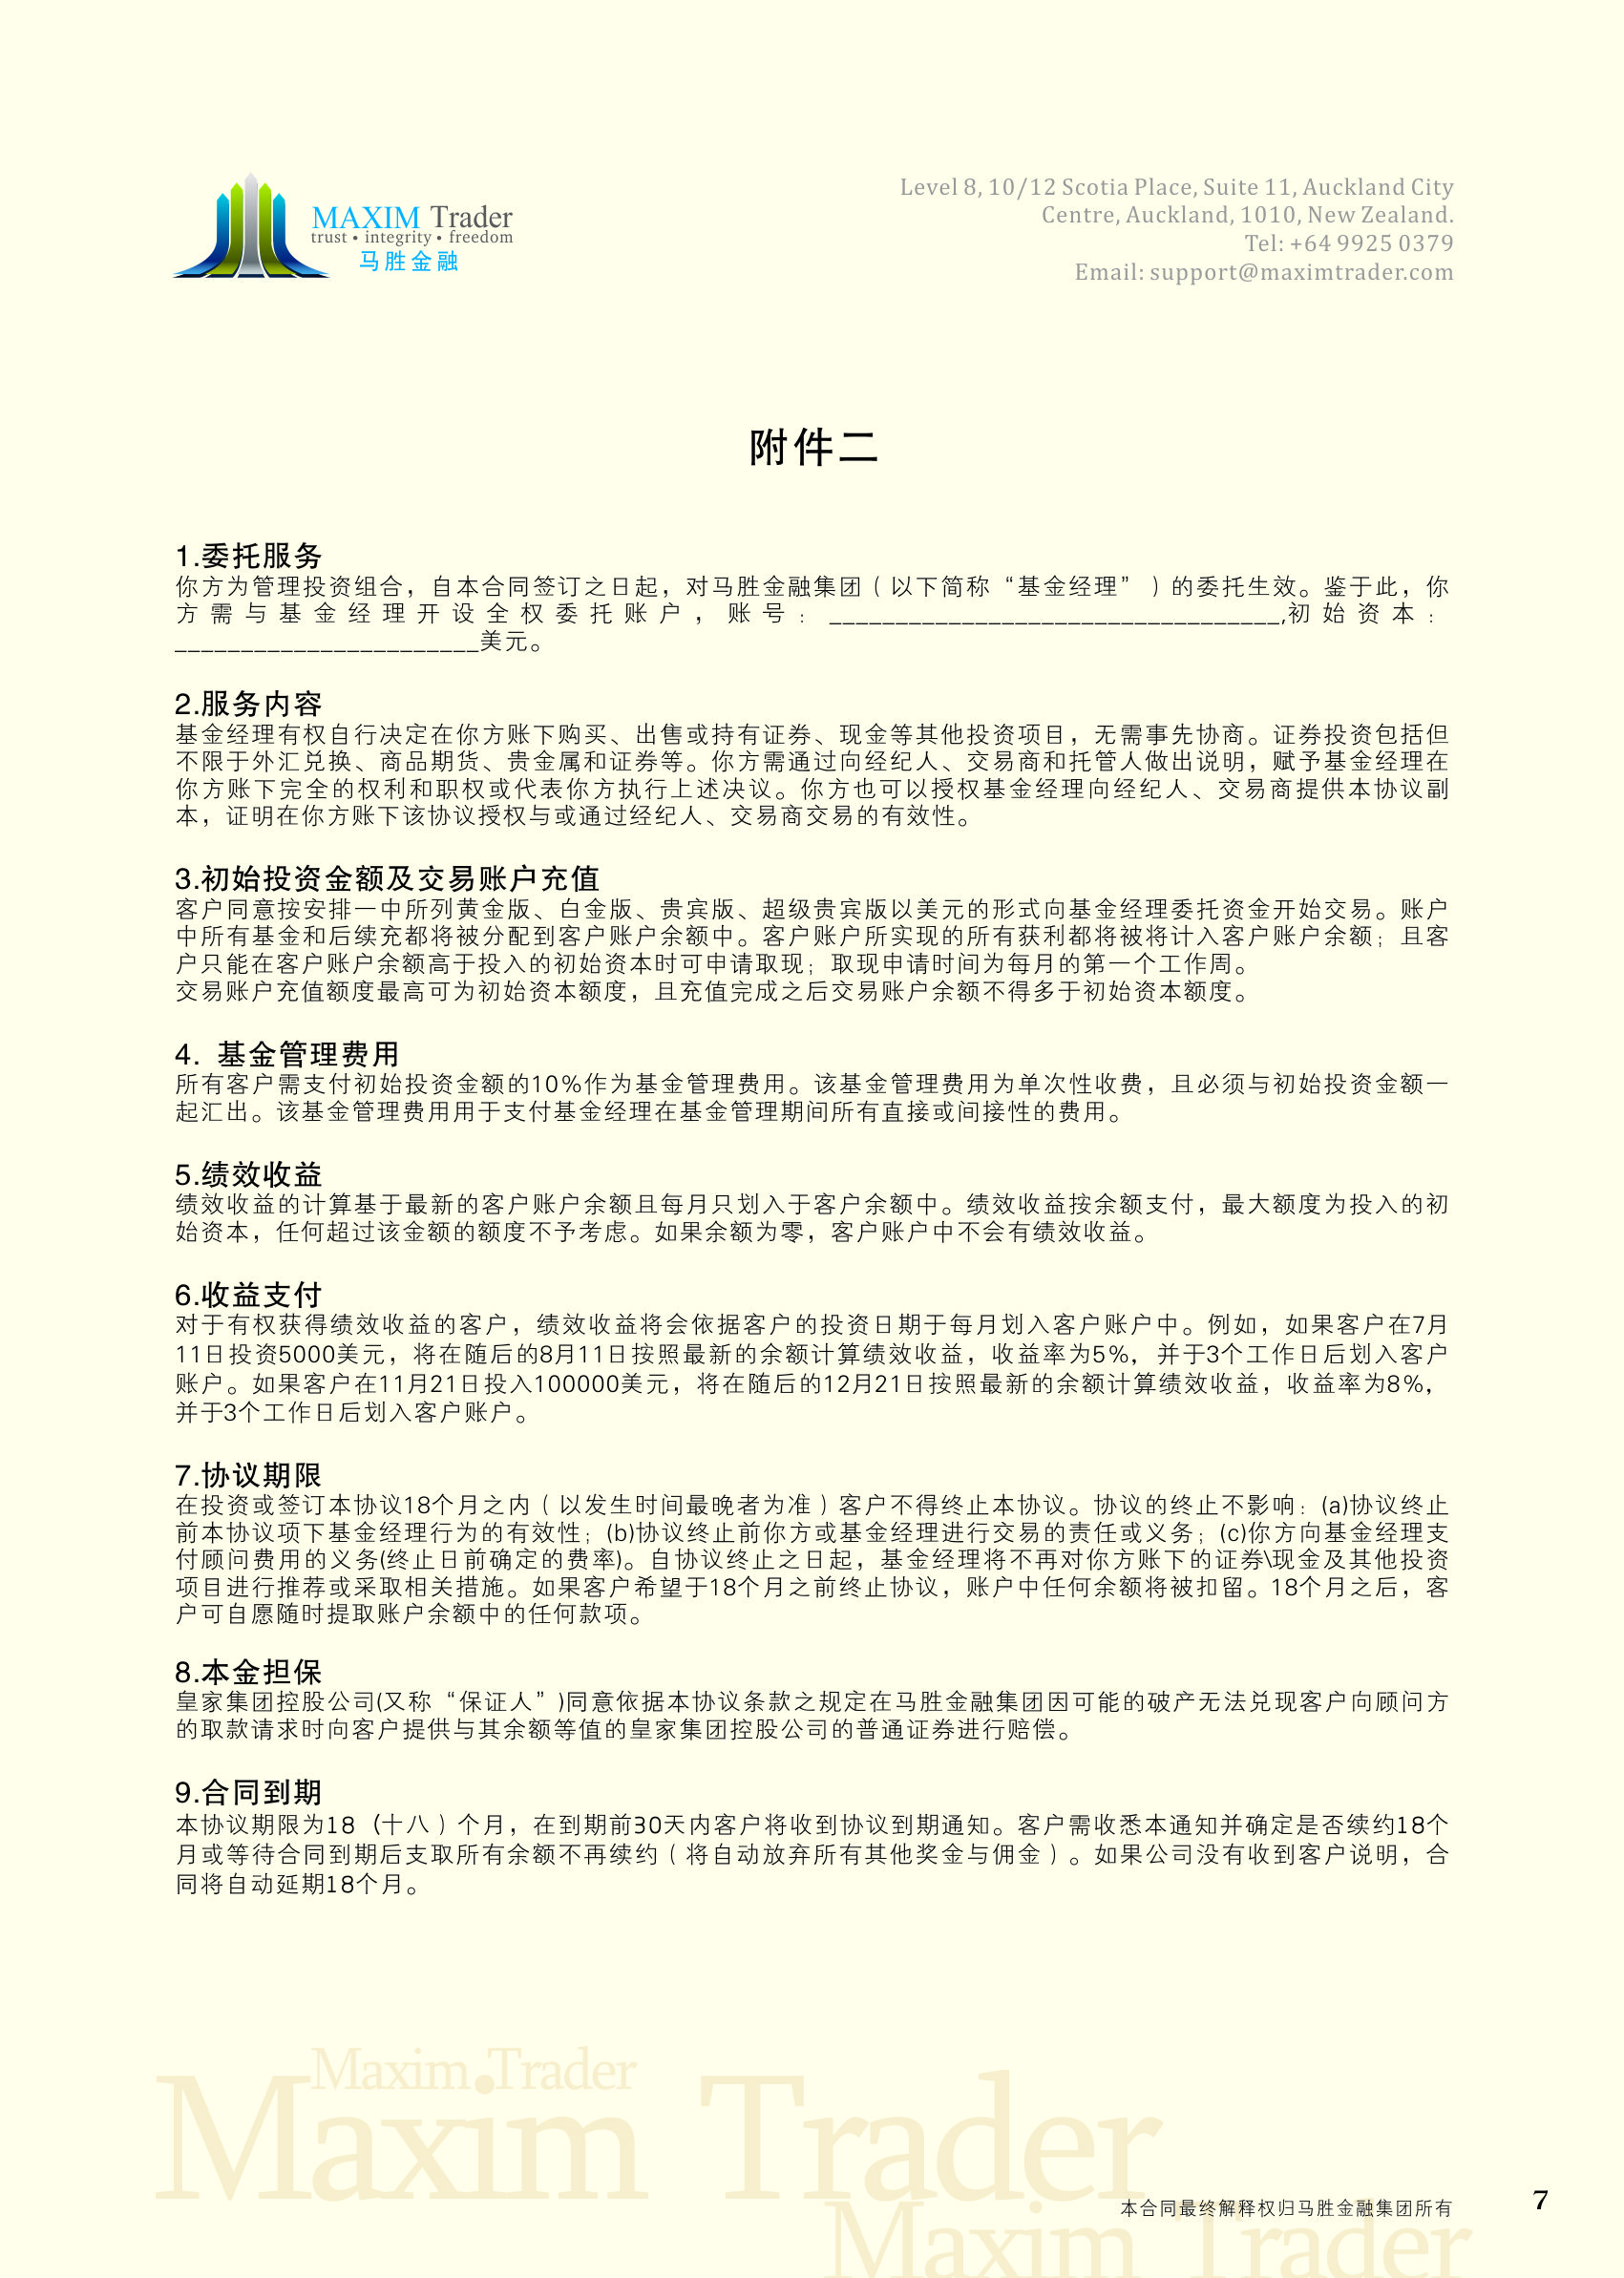 MAXIM Trader
trust • integrity • freedom
马胜金融
Level 8, 10/12 Scotia Place, Suite 11, Auckland City
Centre, Auckland, 1010, New Zealand.
Tel: +64 9925 0379
Email: support@maximtrader.com
附件二
1.委托服务
你方为管理投资组合，自本合同签订之日起，对马胜金融集团（以下简称“基金经理”）的委托生效。鉴于此，你
方需与基金经理开设全权委托账户，账号：__________________________________,初始资本：
_______________________美元。
2.服务内容
基金经理有权自行决定在你方账下购买、出售或持有证券、现金等其他投资项目，无需事先协商。证券投资包括但
不限于外汇兑换、商品期货、贵金属和证券等。你方需通过向经纪人、交易商和托管人做出说明，赋予基金经理在
你方账下完全的权利和职权或代表你方执行上述决议。你方也可以授权基金经理向经纪人、交易商提供本协议副
本，证明在你方账下该协议授权与或通过经纪人、交易商交易的有效性。
3.初始投资金额及交易账户充值
客户同意按安排一中所列黄金版、白金版、贵宾版、超级贵宾版以美元的形式向基金经理委托资金开始交易。账户
中所有基金和后续充都将被分配到客户账户余额中。客户账户所实现的所有获利都将被将计入客户账户余额；且客
户只能在客户账户余额高于投入的初始资本时可申请取现；取现申请时间为每月的第一个工作周。
交易账户充值额度最高可为初始资本额度，且充值完成之后交易账户余额不得多于初始资本额度。
4. 基金管理费用
所有客户需支付初始投资金额的10%作为基金管理费用。该基金管理费用为单次性收费，且必须与初始投资金额一
起汇出。该基金管理费用用于支付基金经理在基金管理期间所有直接或间接性的费用。
5.绩效收益
绩效收益的计算基于最新的客户账户余额且每月只划入于客户余额中。绩效收益按余额支付，最大额度为投入的初
始资本，任何超过该金额的额度不予考虑。如果余额为零，客户账户中不会有绩效收益。
6.收益支付
对于有权获得绩效收益的客户，绩效收益将会依据客户的投资日期于每月划入客户账户中。例如，如果客户在7月
11日投资5000美元，将在随后的8月11日按照最新的余额计算绩效收益，收益率为5%，并于3个工作日后划入客户
账户。如果客户在11月21日投入100000美元，将在随后的12月21日按照最新的余额计算绩效收益，收益率为8%，
并于3个工作日后划入客户账户。
7.协议期限
在投资或签订本协议18个月之内（以发生时间最晚者为准）客户不得终止本协议。协议的终止不影响：(a)协议终止
前本协议项下基金经理行为的有效性；(b)协议终止前你方或基金经理进行交易的责任或义务；(c)你方向基金经理支
付顾问费用的义务(终止日前确定的费率)。自协议终止之日起，基金经理将不再对你方账下的证券\现金及其他投资
项目进行推荐或采取相关措施。如果客户希望于18个月之前终止协议，账户中任何余额将被扣留。18个月之后，客
户可自愿随时提取账户余额中的任何款项。
8.本金担保
皇家集团控股公司(又称“保证人”)同意依据本协议条款之规定在马胜金融集团因可能的破产无法兑现客户向顾问方
的取款请求时向客户提供与其余额等值的皇家集团控股公司的普通证券进行赔偿。
9.合同到期
本协议期限为18（十八）个月，在到期前30天内客户将收到协议到期通知。客户需收悉本通知并确定是否续约18个
月或等待合同到期后支取所有余额不再续约（将自动放弃所有其他奖金与佣金）。如果公司没有收到客户说明，合
同将自动延期18个月。
Maxim Trader
Maxim Trader
Maxim Trader
本合同最终解释权归马胜金融集团所有
7